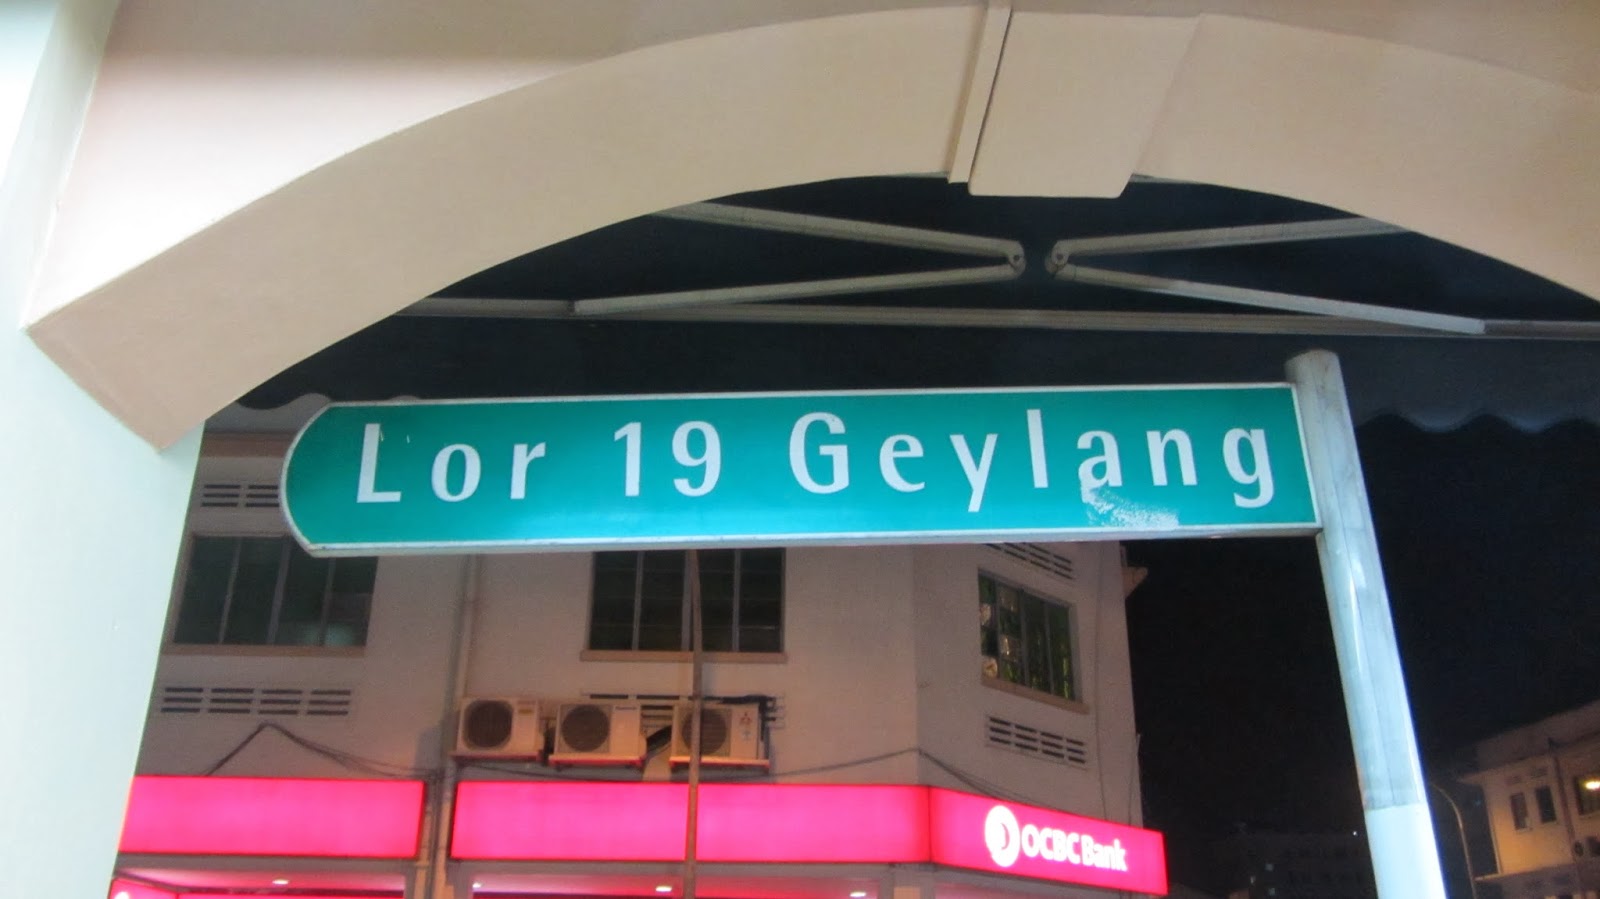 Lor 19 Geylang
OCBC Bank